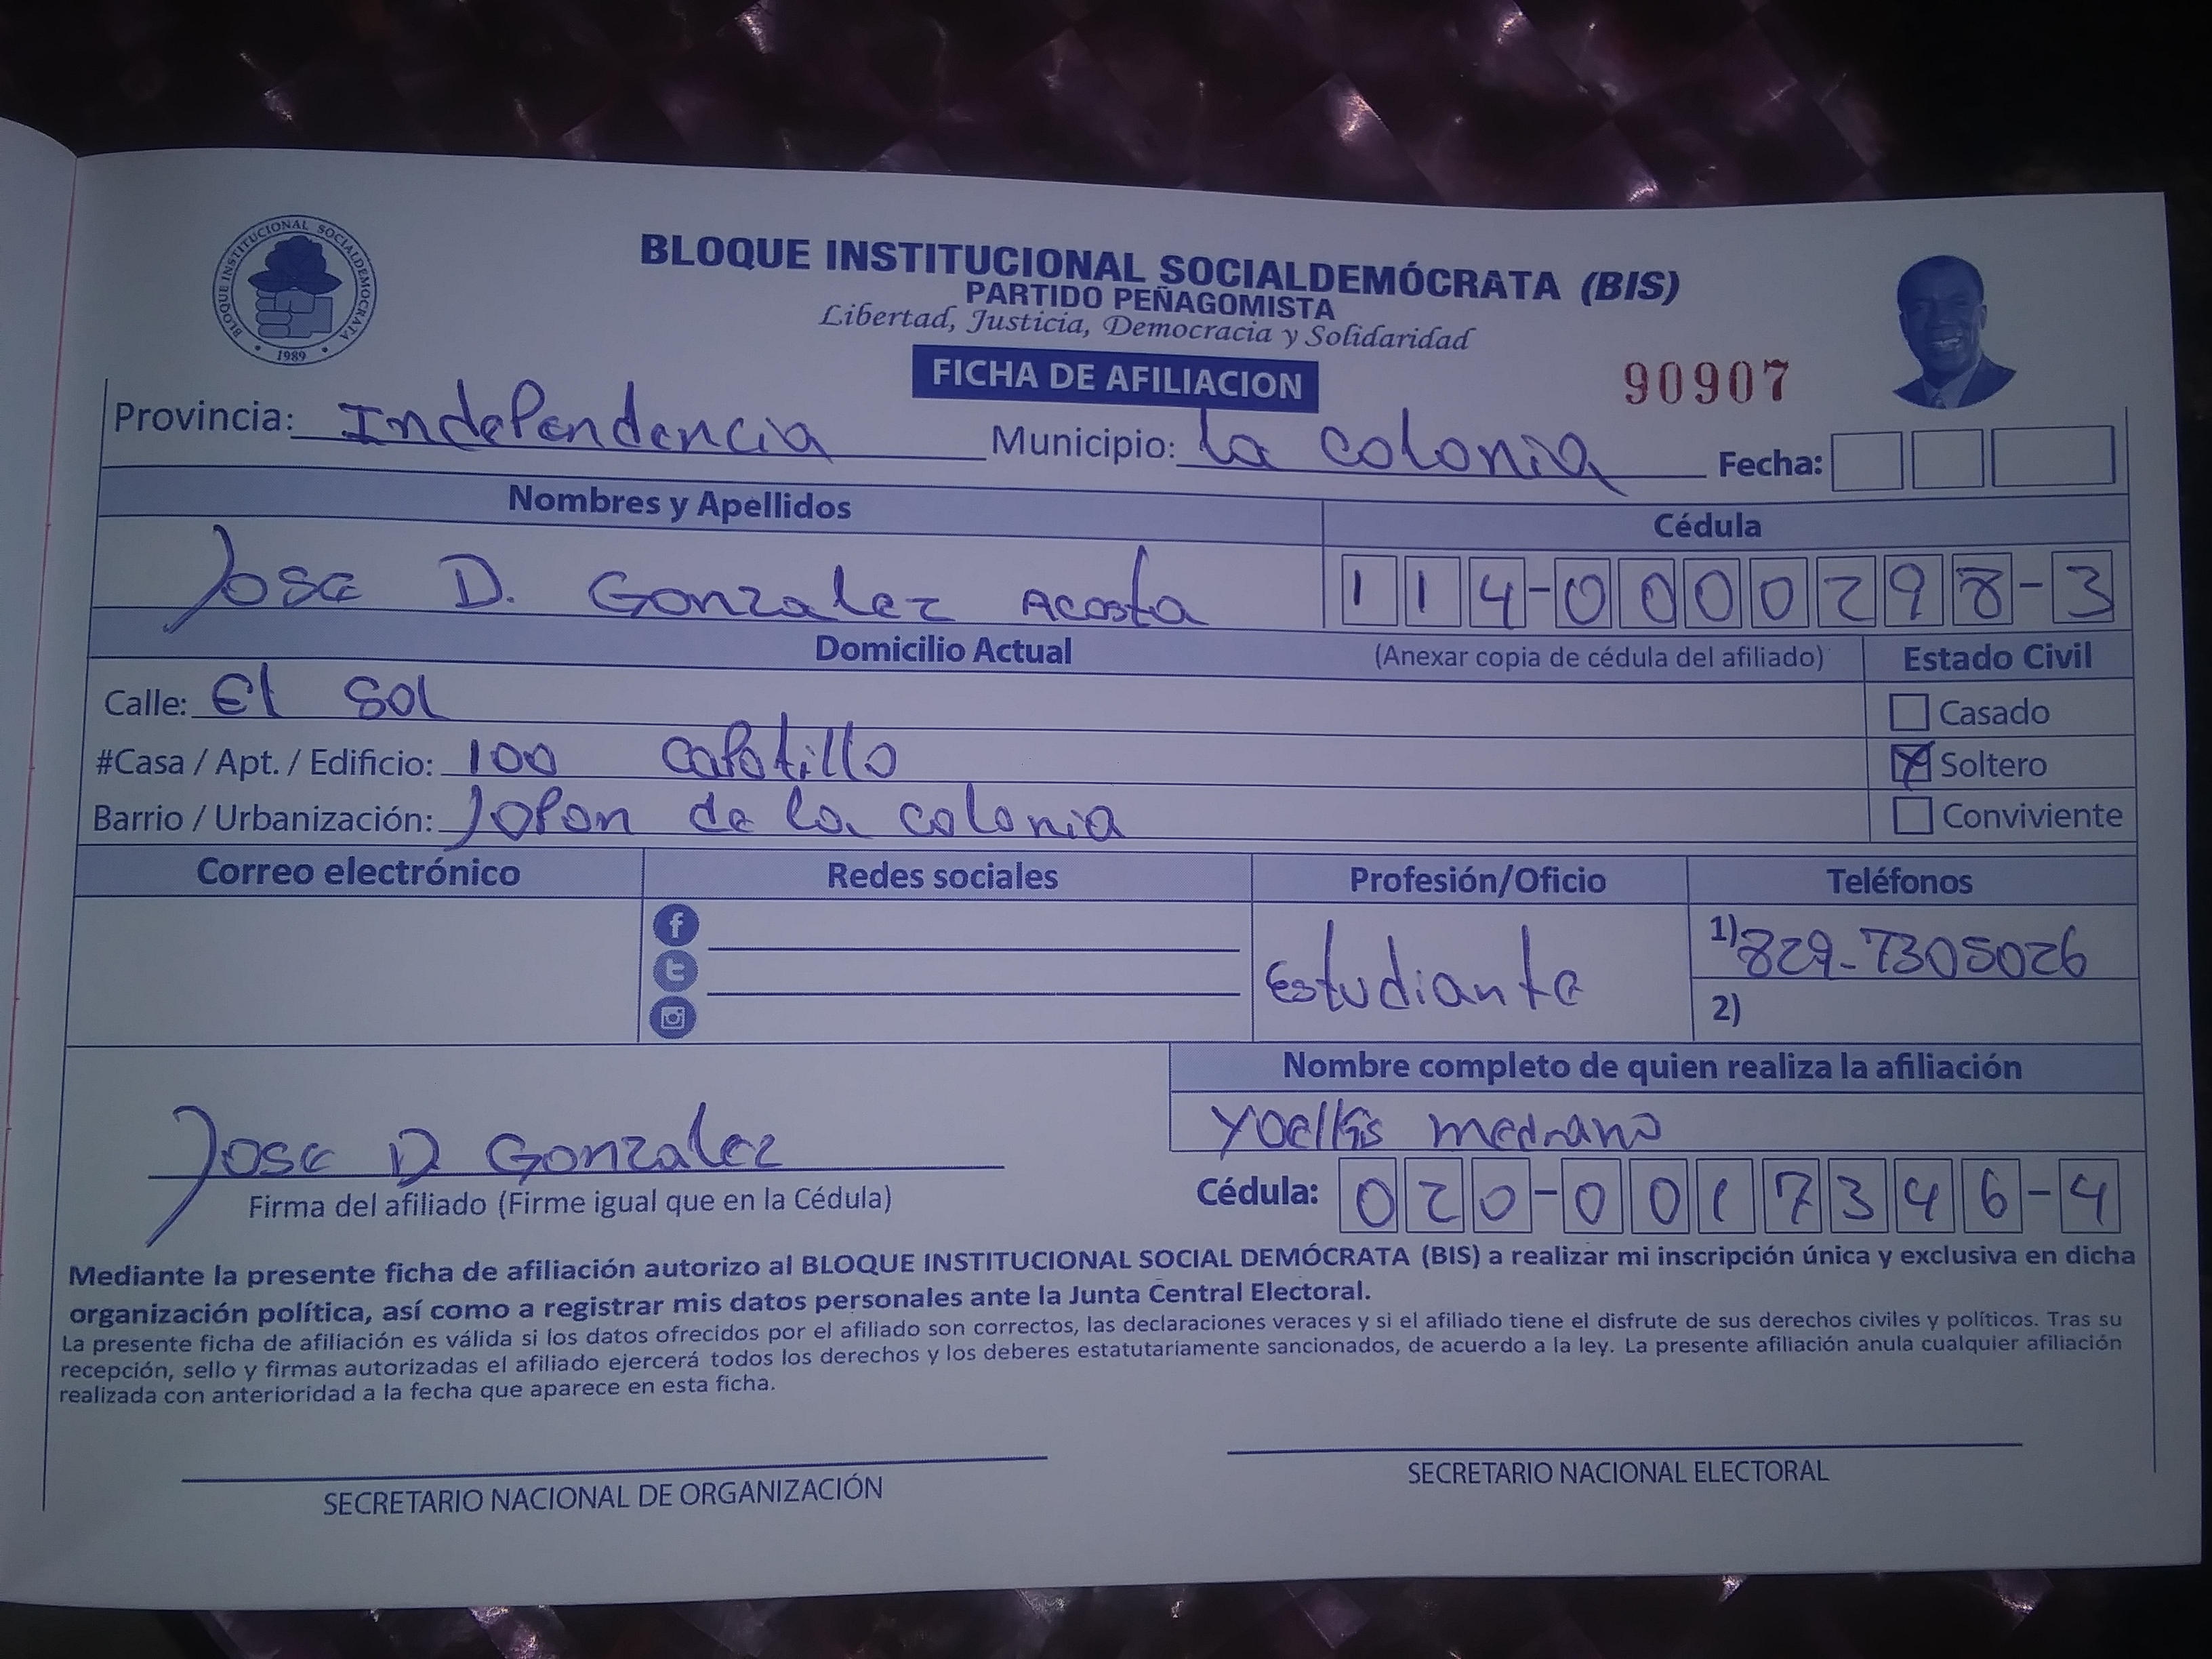 BLOQUE INSTITUCIONAL SOCIALDEMÓCRATA
1989
BLOQUE INSTITUCIONAL SOCIALDEMÓCRATA (BIS)
PARTIDO PEÑAGOMISTA
Libertad, Justicia, Democracia y Solidaridad
FICHA DE AFILIACION
90907
Provincia: Independencia Municipio: la colonia Fecha:
Nombres y Apellidos Cédula
Jose D. Gonzalez Acosta 114-0000298-3
Domicilio Actual (Anexar copia de cédula del afiliado) Estado Civil
Calle: El Sol Casado
#Casa / Apt. / Edificio: 100 capotillo Soltero
Barrio / Urbanización: Jopon de la colonia Conviviente
Correo electrónico Redes sociales Profesión/Oficio Teléfonos
Estudiante 1) 829-7305026
2)
Nombre completo de quien realiza la afiliación
Yoelkis medrano
Jose D Gonzalez
Firma del afiliado (Firme igual que en la Cédula) Cédula: 020-0017346-4
Mediante la presente ficha de afiliación autorizo al BLOQUE INSTITUCIONAL SOCIAL DEMÓCRATA (BIS) a realizar mi inscripción única y exclusiva en dicha
organización política, así como a registrar mis datos personales ante la Junta Central Electoral.
La presente ficha de afiliación es válida si los datos ofrecidos por el afiliado son correctos, las declaraciones veraces y si el afiliado tiene el disfrute de sus derechos civiles y políticos. Tras su
recepción, sello y firmas autorizadas el afiliado ejercerá todos los derechos y los deberes estatutariamente sancionados, de acuerdo a la ley. La presente afiliación anula cualquier afiliación
realizada con anterioridad a la fecha que aparece en esta ficha.
SECRETARIO NACIONAL DE ORGANIZACIÓN SECRETARIO NACIONAL ELECTORAL